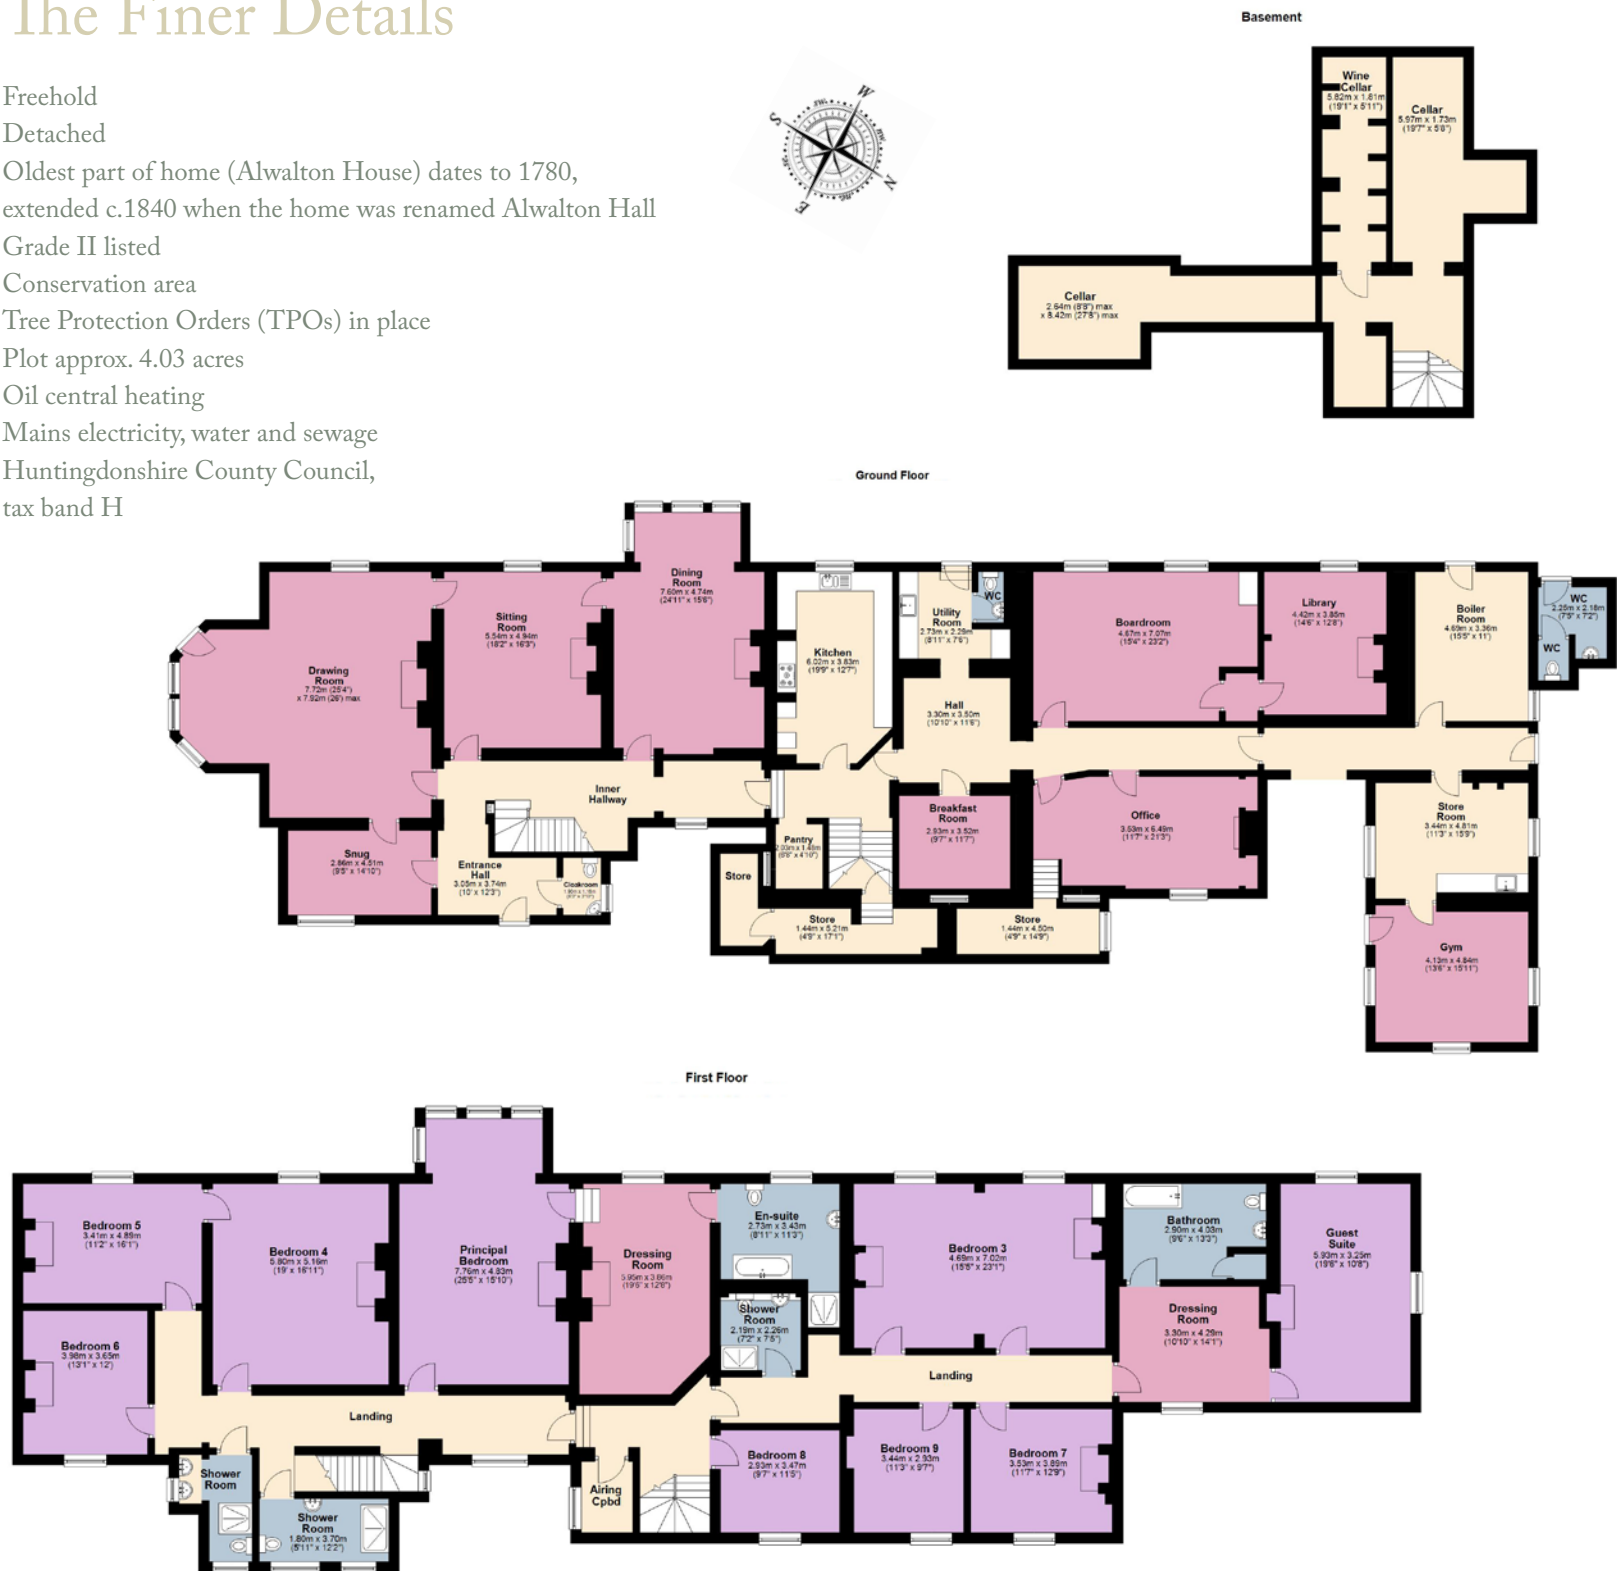 The Finer Details
Freehold
Detached
Oldest part of home (Alwalton House) dates to 1780,
extended c.1840 when the home was renamed Alwalton Hall
Grade II listed
Conservation area
Tree Protection Orders (TPOs) in place
Plot approx. 4.03 acres
Oil central heating
Mains electricity, water and sewage
Huntingdonshire County Council,
tax band H
S
W
N
E
Basement
Wine
Cellar
5.82m x 1.81m
(19'1" x 5'11")
Cellar
5.97m x 1.73m
(19'7" x 5'8")
Cellar
2.64m (8'8") max
x 8.42m (27'8") max
Ground Floor
Drawing
Room
7.72m (25'4")
x 7.92m (26') max
Sitting
Room
5.54m x 4.94m
(18'2" x 16'3")
Dining
Room
7.60m x 4.74m
(24'11" x 15'6")
Kitchen
6.02m x 3.83m
(19'9" x 12'7")
Utility
Room
2.73m x 2.29m
(8'11" x 7'6")
WC
Hall
3.30m x 3.50m
(10'10" x 11'6")
Boardroom
4.67m x 7.07m
(15'4" x 23'2")
Library
4.42m x 3.85m
(14'6" x 12'8")
Boiler
Room
4.69m x 3.36m
(15'5" x 11')
WC
2.26m x 2.18m
(7'5" x 7'2")
WC
Inner
Hallway
Snug
2.86m x 4.51m
(9'5" x 14'10")
Entrance
Hall
3.05m x 3.74m
(10' x 12'3")
Cloakroom
Pantry
2.03m x 1.48m
(6'8" x 4'10")
Store
Store
1.44m x 5.21m
(4'9" x 17'1")
Breakfast
Room
2.93m x 3.52m
(9'7" x 11'7")
Store
1.44m x 4.50m
(4'9" x 14'9")
Office
3.53m x 6.49m
(11'7" x 21'3")
Store
Room
3.44m x 4.81m
(11'3" x 15'9")
Gym
4.13m x 4.84m
(13'6" x 15'11")
First Floor
Bedroom 5
3.41m x 4.89m
(11'2" x 16'1")
Bedroom 4
5.80m x 5.16m
(19' x 16'11")
Principal
Bedroom
7.76m x 4.83m
(25'5" x 15'10")
Dressing
Room
5.95m x 3.86m
(19'6" x 12'8")
En-suite
2.73m x 3.43m
(8'11" x 11'3")
Shower
Room
2.19m x 2.26m
(7'2" x 7'5")
Bedroom 3
4.69m x 7.02m
(15'5" x 23'1")
Bathroom
2.90m x 4.03m
(9'6" x 13'3")
Guest
Suite
5.93m x 3.25m
(19'6" x 10'8")
Dressing
Room
3.30m x 4.29m
(10'10" x 14'1")
Bedroom 6
3.98m x 3.65m
(13'1" x 12')
Landing
Landing
Shower
Room
Shower
Room
1.80m x 3.70m
(5'11" x 12'2")
Airing
Cpbd
Bedroom 8
2.93m x 3.47m
(9'7" x 11'5")
Bedroom 9
3.44m x 2.93m
(11'3" x 9'7")
Bedroom 7
3.53m x 3.89m
(11'7" x 12'9")